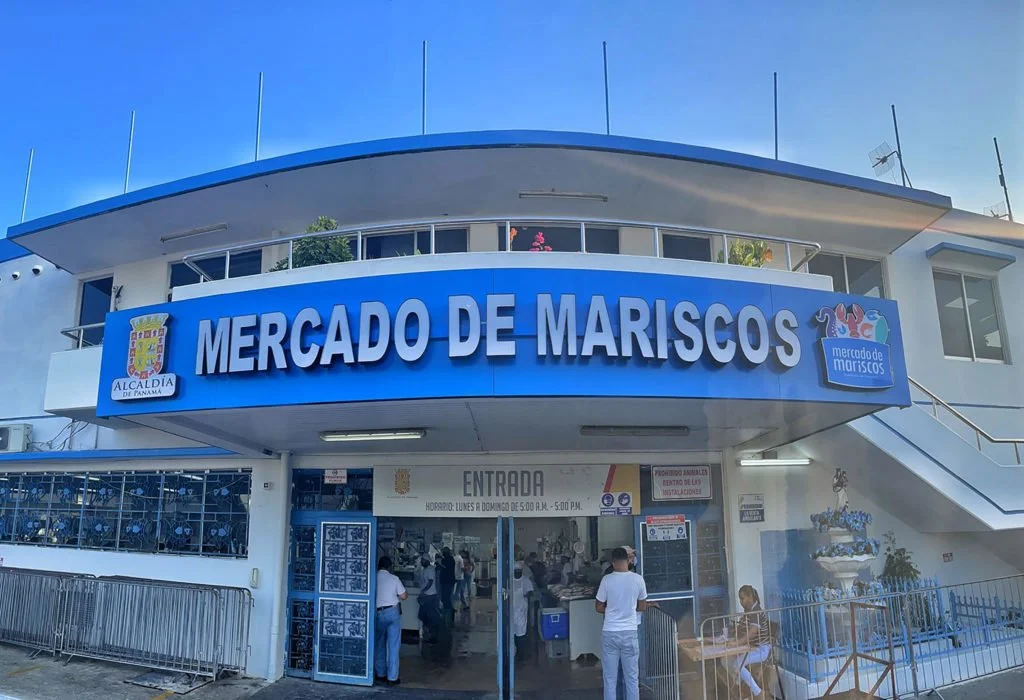 MERCADO DE MARISCOS
ALCALDÍA
DE PANAMÁ
mercado de
mariscos
ENTRADA
HORARIO: LUNES A DOMINGO DE 5:00 A.M. - 5:00 P.M.
PROHIBIDO ANIMALES
DENTRO DE LAS
INSTALACIONES